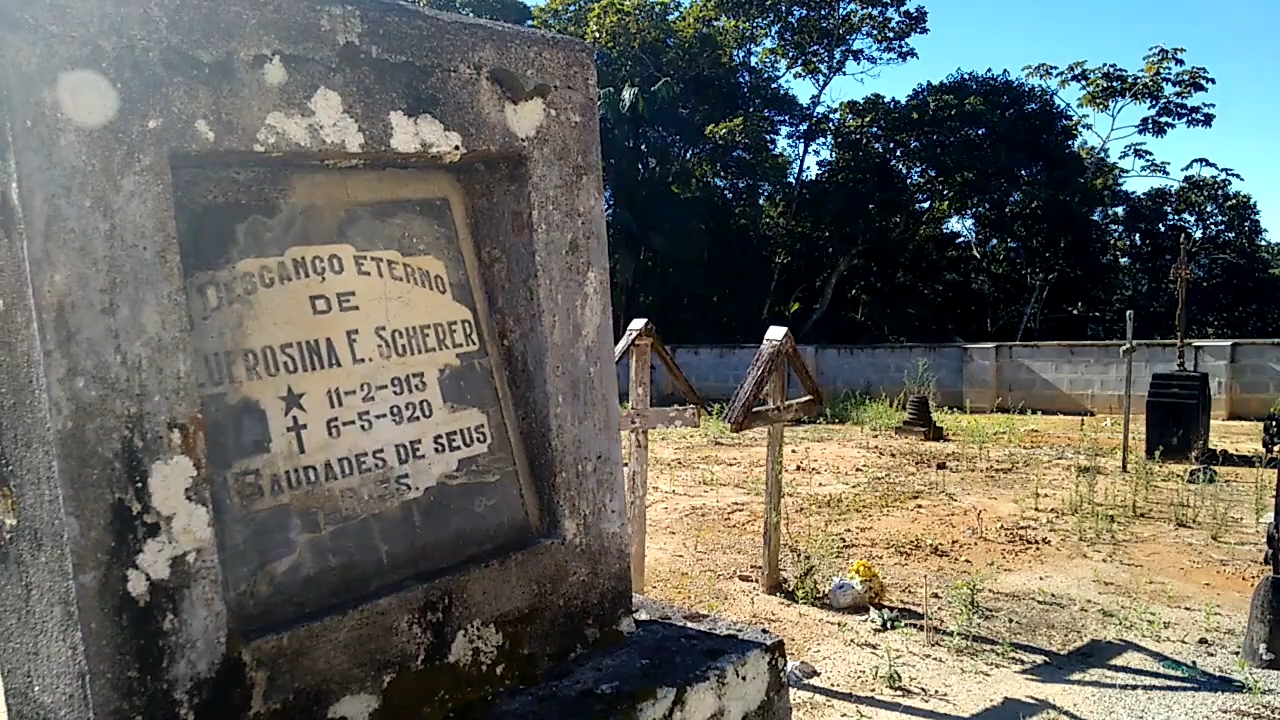 DESCANÇO ETERNO
DE
E. SCHERER
★ 11-2-913
✝ 6-5-920
SAUDADES DE SEUS